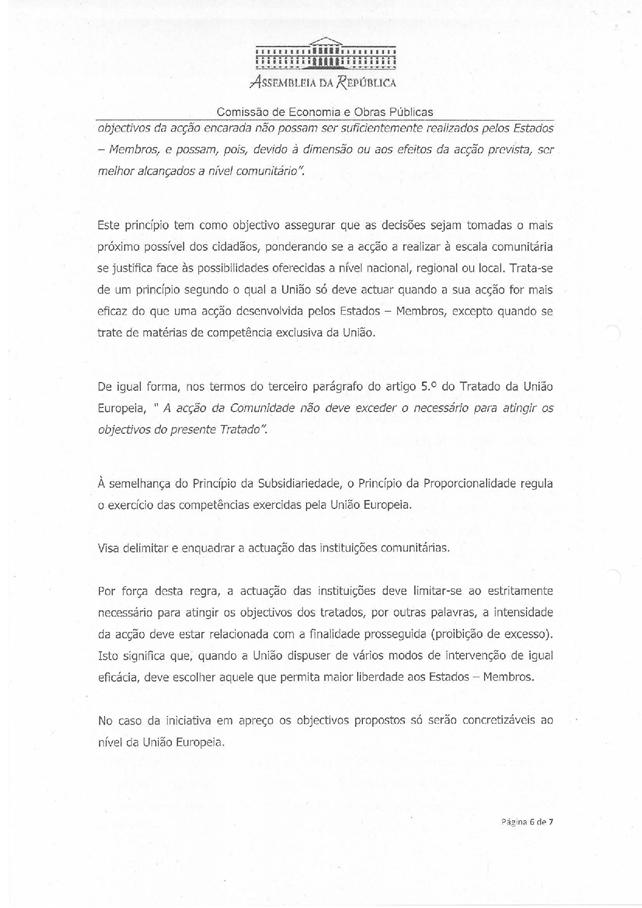 ASSEMBLEIA DA REPÚBLICA
Comissão de Economia e Obras Públicas
objectivos da acção encarada não possam ser suficientemente realizados pelos Estados
– Membros, e possam, pois, devido à dimensão ou aos efeitos da acção prevista, ser
melhor alcançados a nível comunitário”.
Este princípio tem como objectivo assegurar que as decisões sejam tomadas o mais
próximo possível dos cidadãos, ponderando se a acção a realizar à escala comunitária
se justifica face às possibilidades oferecidas a nível nacional, regional ou local. Trata-se
de um princípio segundo o qual a União só deve actuar quando a sua acção for mais
eficaz do que uma acção desenvolvida pelos Estados – Membros, excepto quando se
trate de matérias de competência exclusiva da União.
De igual forma, nos termos do terceiro parágrafo do artigo 5.º do Tratado da União
Europeia, “ A acção da Comunidade não deve exceder o necessário para atingir os
objectivos do presente Tratado”.
À semelhança do Princípio da Subsidiariedade, o Princípio da Proporcionalidade regula
o exercício das competências exercidas pela União Europeia.
Visa delimitar e enquadrar a actuação das instituições comunitárias.
Por força desta regra, a actuação das instituições deve limitar-se ao estritamente
necessário para atingir os objectivos dos tratados, por outras palavras, a intensidade
da acção deve estar relacionada com a finalidade prosseguida (proibição de excesso).
Isto significa que, quando a União dispuser de vários modos de intervenção de igual
eficácia, deve escolher aquele que permita maior liberdade aos Estados – Membros.
No caso da iniciativa em apreço os objectivos propostos só serão concretizáveis ao
nível da União Europeia.
Página 6 de 7